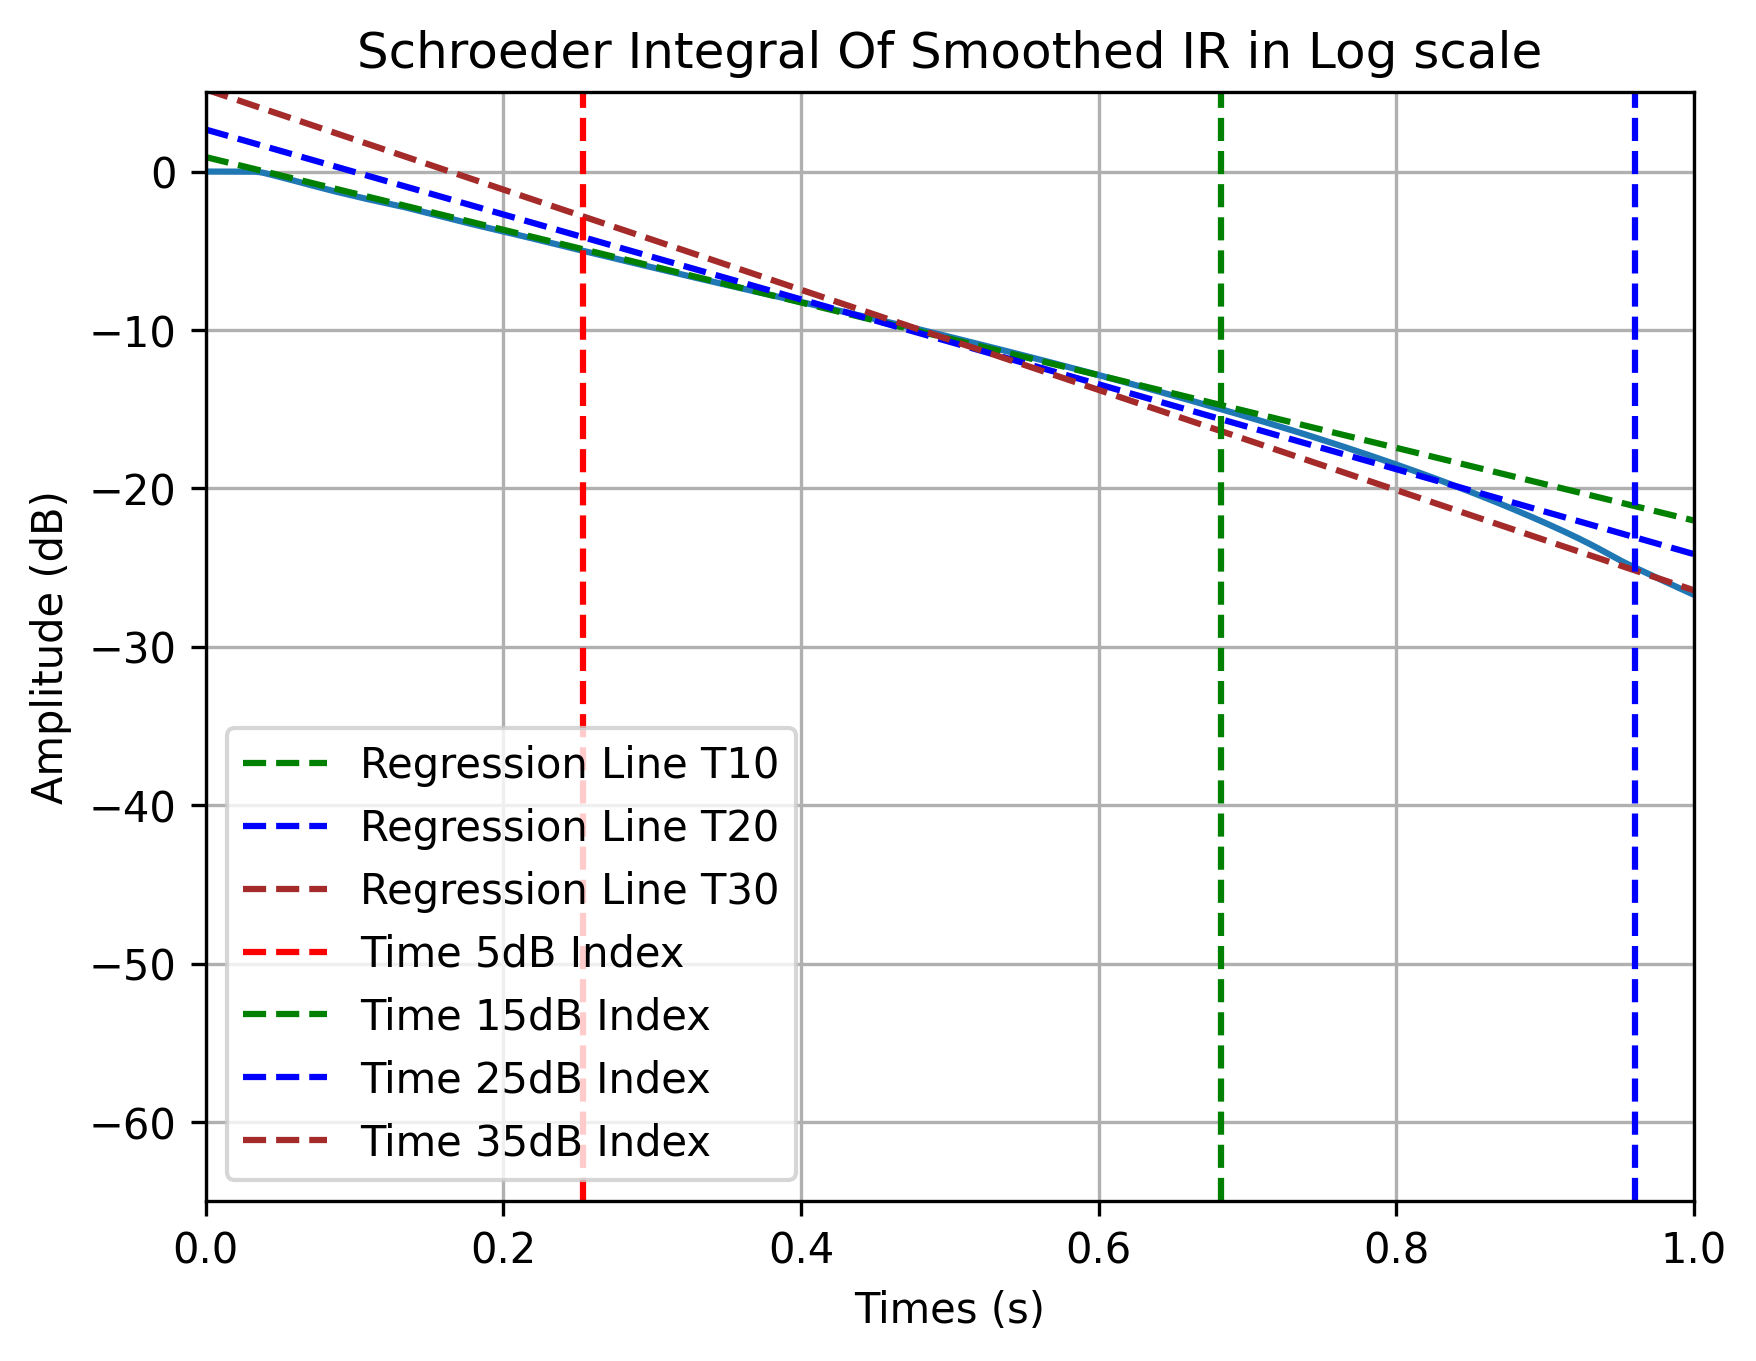 Schroeder Integral Of Smoothed IR in Log scale
Amplitude (dB)
0
−10
−20
−30
−40
−50
−60
Regression Line T10
Regression Line T20
Regression Line T30
Time 5dB Index
Time 15dB Index
Time 25dB Index
Time 35dB Index
0.0 0.2 0.4 0.6 0.8 1.0
Times (s)